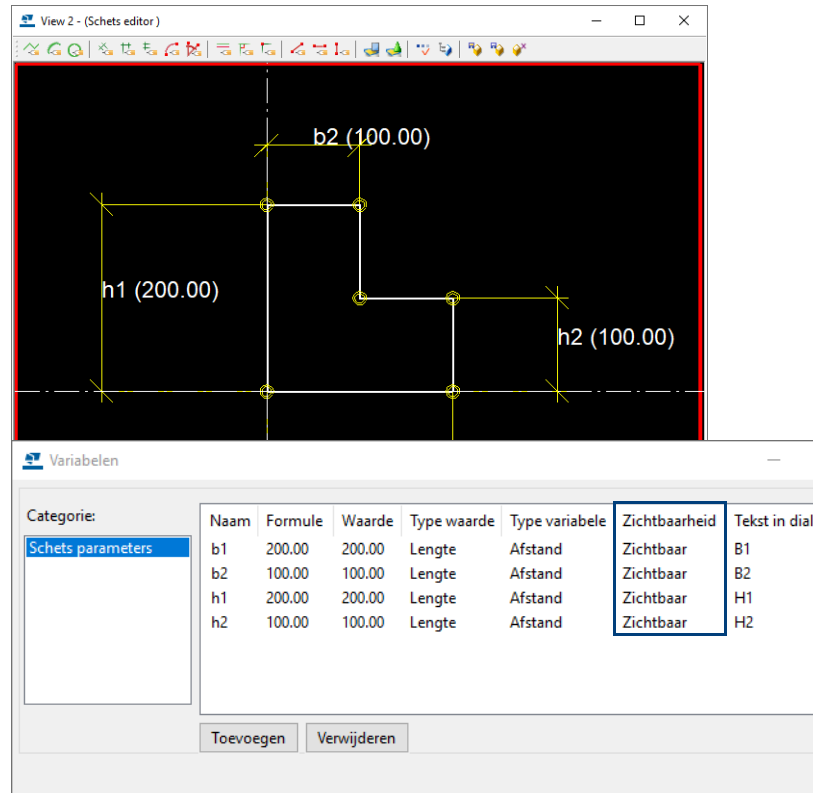 View 2 - (Schets editor )
b2 (100.00)
h1 (200.00)
h2 (100.00)
Variabelen
Categorie:
Schets parameters
Naam Formule Waarde Type waarde Type variabele Zichtbaarheid Tekst in dial
b1 200.00 200.00 Lengte Afstand Zichtbaar B1
b2 100.00 100.00 Lengte Afstand Zichtbaar B2
h1 200.00 200.00 Lengte Afstand Zichtbaar H1
h2 100.00 100.00 Lengte Afstand Zichtbaar H2
Toevoegen Verwijderen